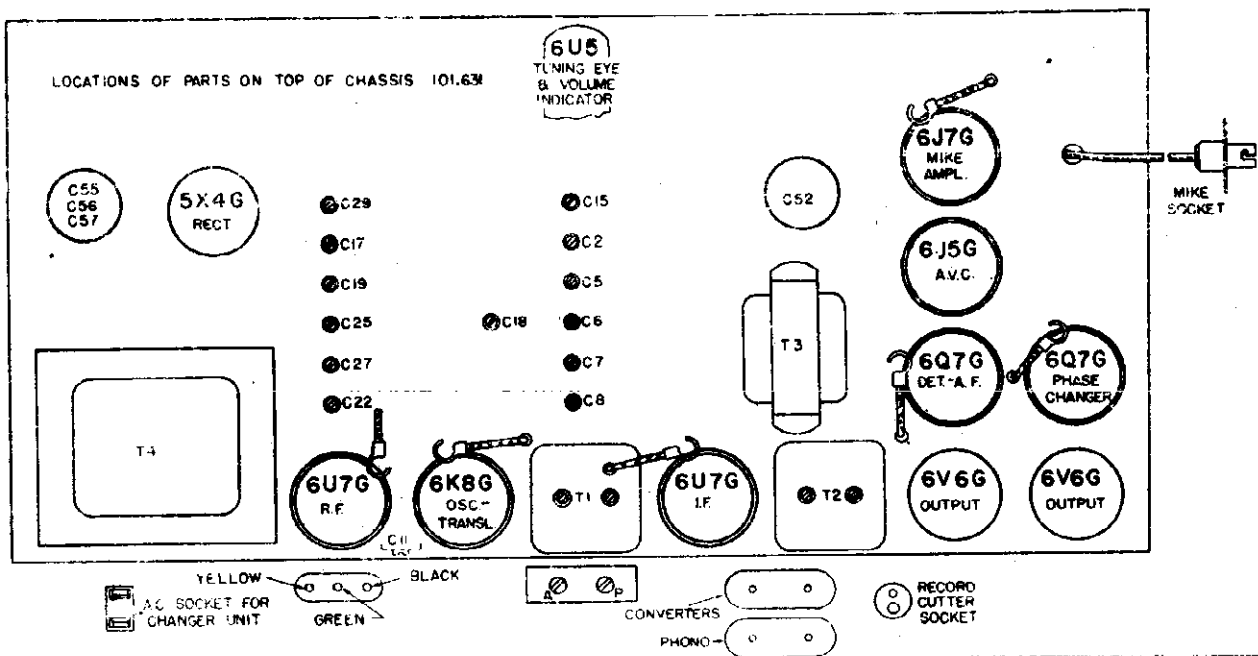 LOCATIONS OF PARTS ON TOP OF CHASSIS 101.631
6U5
TUNING EYE
& VOLUME
INDICATOR
6J7G
MIKE
AMPL.
MIKE
SOCKET
C55
C56
C57
5X4G
RECT
C29
C17
C19
C25
C27
C22
C18
C15
C2
C5
C6
C7
C8
C52
6J5G
A.V.C.
T3
6Q7G
DET.-A.F.
6Q7G
PHASE
CHANGER
T4
6U7G
R.F.
6K8G
OSC-
TRANSL.
T1
6U7G
I.F.
T2
6V6G
OUTPUT
6V6G
OUTPUT
C11
YELLOW
BLACK
GREEN
A.C. SOCKET FOR
CHANGER UNIT
A
P
CONVERTERS
PHONO
RECORD
CUTTER
SOCKET